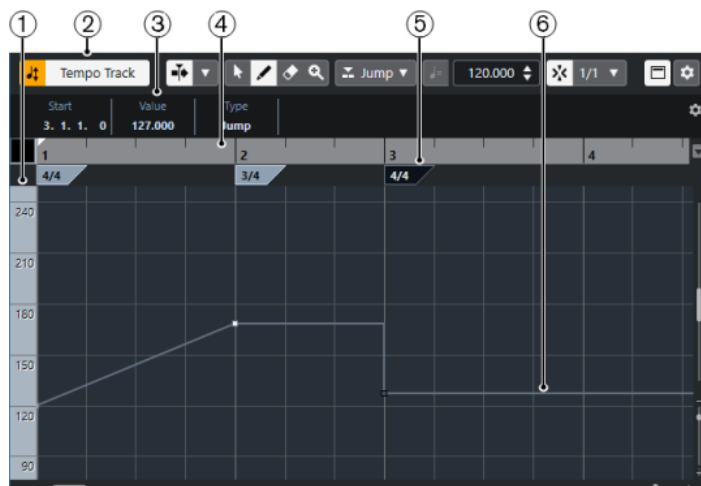 1 2 3 4 5 6
Tempo Track Jump 120.000 1/1
Start Value Type
3. 1. 1. 0 127.000 Jump
1 2 3 4
4/4 3/4 4/4
240
210
180
150
120
90